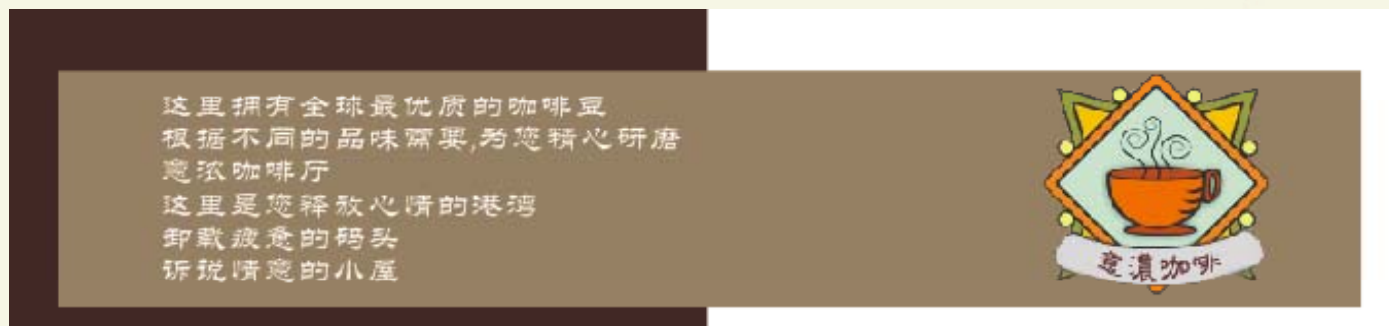 这里拥有全球最优质的咖啡豆
根据不同的品味需要,为您精心研磨
意浓咖啡厅
这里是您释放心情的港湾
卸载疲惫的码头
诉说情意的小屋
意濃咖啡